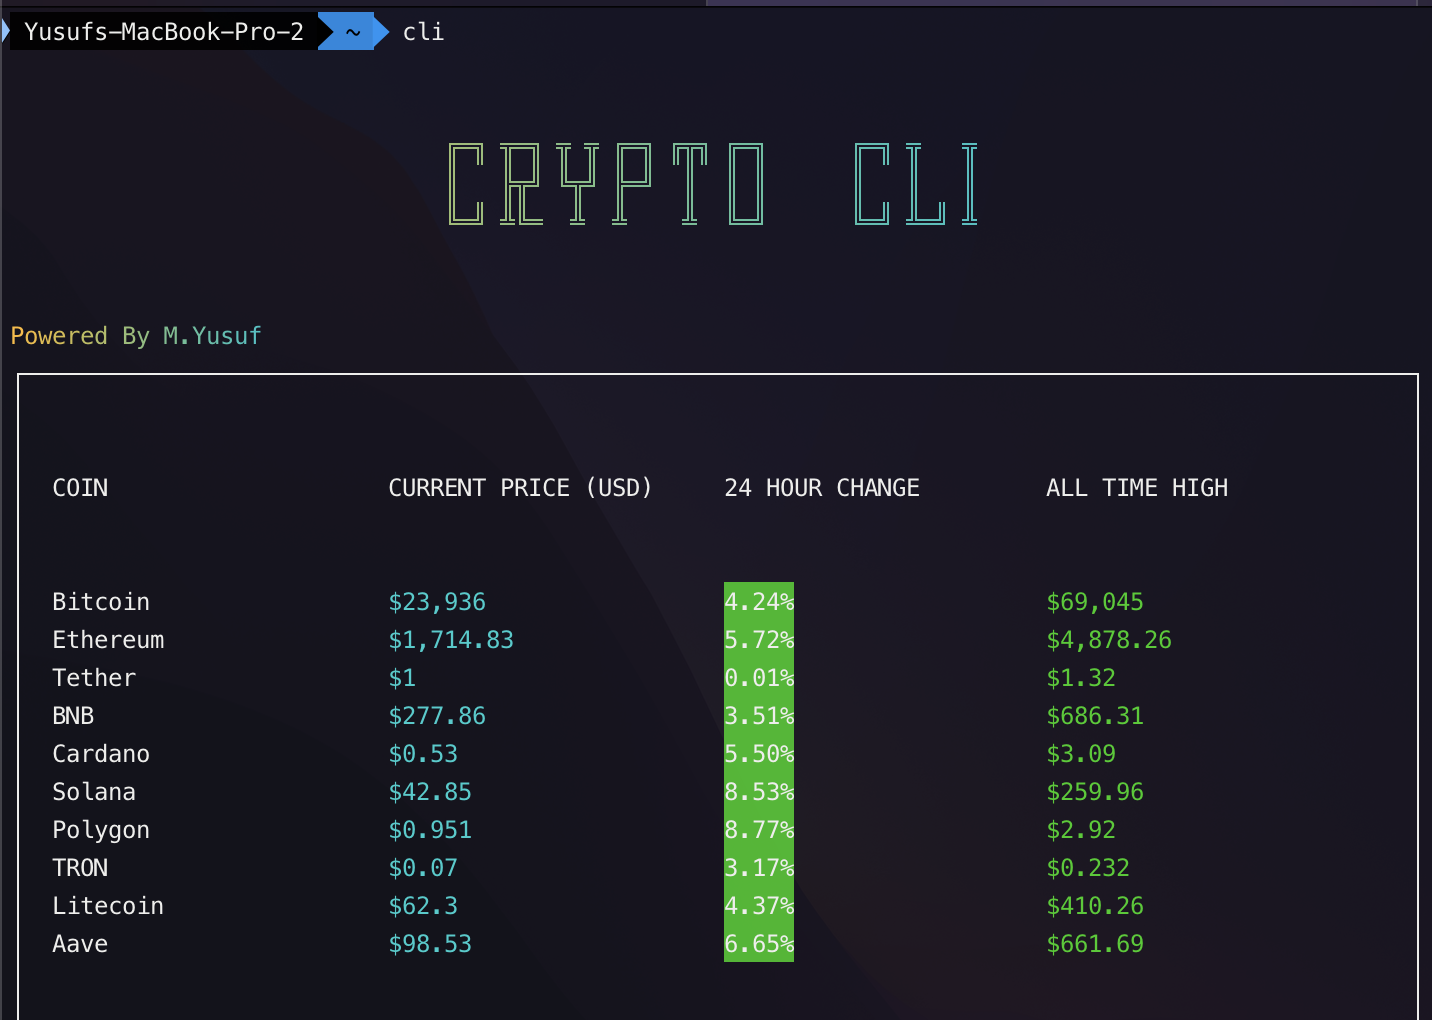 Yusufs-MacBook-Pro-2 ~ cli
CRYPTO CLI
Powered By M.Yusuf
COIN CURRENT PRICE (USD) 24 HOUR CHANGE ALL TIME HIGH
Bitcoin $23,936 4.24% $69,045
Ethereum $1,714.83 5.72% $4,878.26
Tether $1 0.01% $1.32
BNB $277.86 3.51% $686.31
Cardano $0.53 5.50% $3.09
Solana $42.85 8.53% $259.96
Polygon $0.951 8.77% $2.92
TRON $0.07 3.17% $0.232
Litecoin $62.3 4.37% $410.26
Aave $98.53 6.65% $661.69